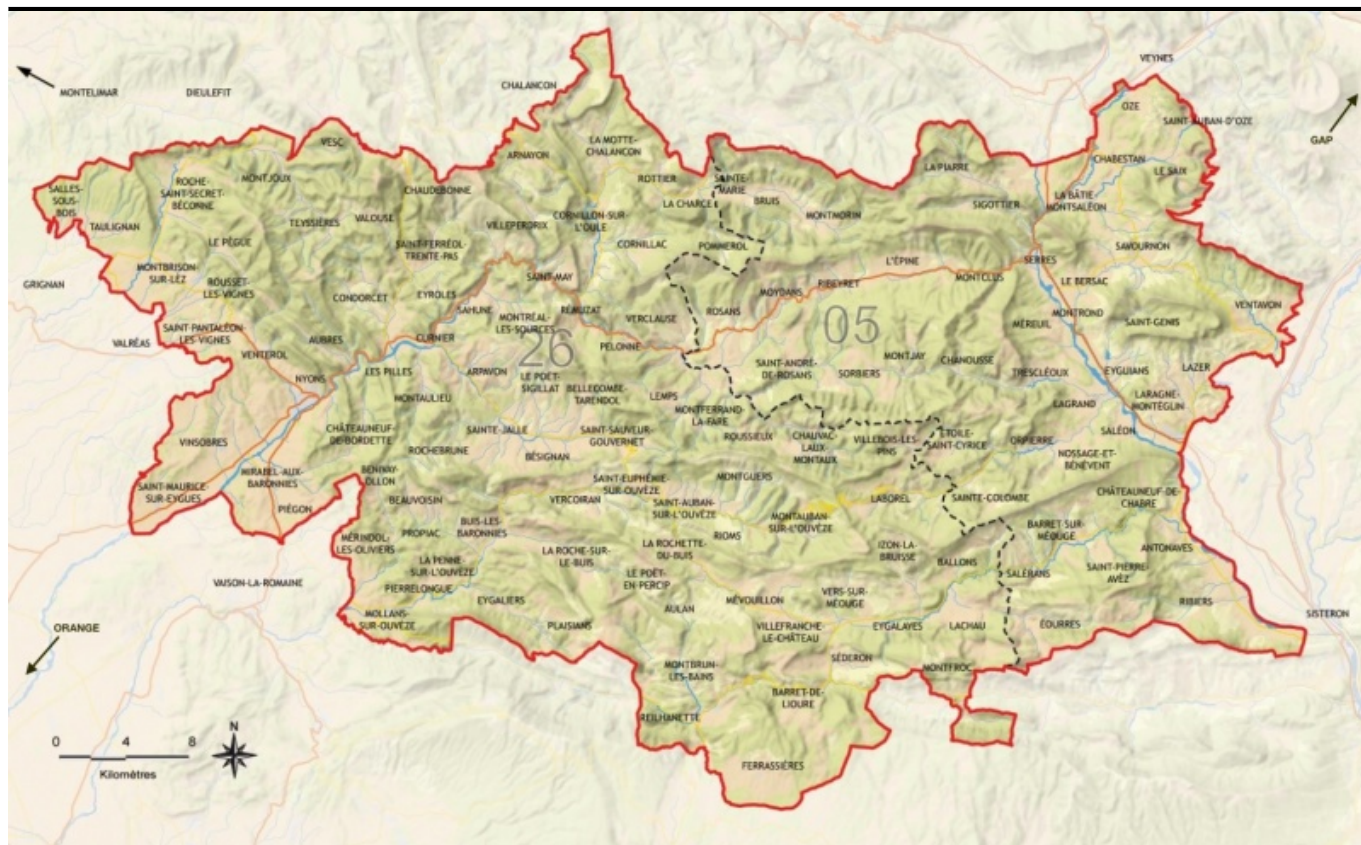 VEYNES
CHALANCON
MONTELIMAR
DIEULEFIT
OZE
SAINT-AUBAN-D'OZE
GAP
VESC
LA MOTTE-
CHALANCON
ARNAYON
CHABESTAN
LE SAIX
LA PIARRE
ROCHE-
SAINT-SECRET-
BÉCONNE
MONTJOUX
ROTTIER
SAINTE-
MARIE
SALLES-
SOUS-
BOIS
CHAUDEBONNE
LA CHARCE
BRUIS
LA BÂTIE-
MONTSALÉON
SIGOTTIER
TAULIGNAN
TEYSSIÈRES
VALOUSE
VILLEPERDRIX
CORNILLON-SUR-
L'OULE
MONTMORIN
LE PÈGUE
SAINT-FERRÉOL-
TRENTE-PAS
CORNILLAC
POMMEROL
SAVOURNON
MONTBRISON-
SUR-LEZ
SAINT-MAY
L'ÉPINE
SERRES
GRIGNAN
ROUSSET-
LES-VIGNES
CONDORCET
EYROLES
MOYDANS
RIBEYRET
MONTCLUS
LE BERSAC
VENTAVON
SAHUNE
MONTRÉAL-
LES-SOURCES
RÉMUZAT
VERCLAUSE
ROSANS
05
MÉREUIL
MONTROND
SAINT-GENIS
SAINT-PANTALÉON-
LES-VIGNES
VALRÉAS
AUBRES
CURNIER
26
PELONNE
VENTEROL
NYONS
LES PILLES
ARPAVON
LE POËT-
SIGILLAT
BELLECOMBE-
TARENDOL
SAINT-ANDRÉ-
DE-ROSANS
SORBIERS
MONTJAY
CHANOUSSE
TRESCLÉOUX
EYGUIANS
LAZER
MONTAULIEU
LEMPS
MONTFERRAND-
LA-FARE
LAGRAND
LARAGNE-
MONTÉGLIN
VINSOBRES
CHÂTEAUNEUF-
DE-BORDETTE
SAINTE-JALLE
SAINT-SAUVEUR-
GOUVERNET
ROUSSIEUX
CHAUVAC-
LAUX-
MONTAUX
VILLEBOIS-LES-
PINS
ÉTOILE-
SAINT-CYRICE
ORPIERRE
SALÉON
ROCHEBRUNE
BÉSIGNAN
NOSSAGE-ET-
BÉNÉVENT
MIRABEL-AUX-
BARONNIES
BÉNIVAY-
OLLON
SAINT-EUPHÉMIE-
SUR-OUVÈZE
MONTGUERS
SAINT-MAURICE-
SUR-EYGUES
PIÉGON
BEAUVOISIN
VERCOIRAN
SAINT-AUBAN-
SUR-L'OUVÈZE
MONTAUBAN-
SUR-L'OUVÈZE
LABOREL
SAINTE-COLOMBE
CHÂTEAUNEUF-DE-
CHABRE
MÉRINDOL-
LES-OLIVIERS
PROPIAC
BUIS-LES-
BARONNIES
RIOMS
BARRET-SUR-
MÉOUGE
LA PENNE
SUR-L'OUVÈZE
LA ROCHE-SUR-
LE-BUIS
LA ROCHETTE-
DU-BUIS
IZON-LA-
BRUISSE
ANTONAVES
VAISON-LA-ROMAINE
PIERRELONGUE
LE POËT-
EN-PERCIP
BALLONS
SALÉRANS
SAINT-PIERRE-
AVEZ
EYGALIERS
AULAN
MÉVOUILLON
VERS-SUR-
MÉOUGE
RIBIERS
SISTERON
MOLLANS-
SUR-OUVÈZE
PLAISIANS
VILLEFRANCHE-
LE-CHÂTEAU
EYGALAYES
LACHAU
ÉOURRES
ORANGE
MONTBRUN-
LES-BAINS
SÉDERON
MONTFROC
BARRET-DE-
LIOURE
REILHANETTE
FERRASSIÈRES
N
0 4 8
Kilomètres